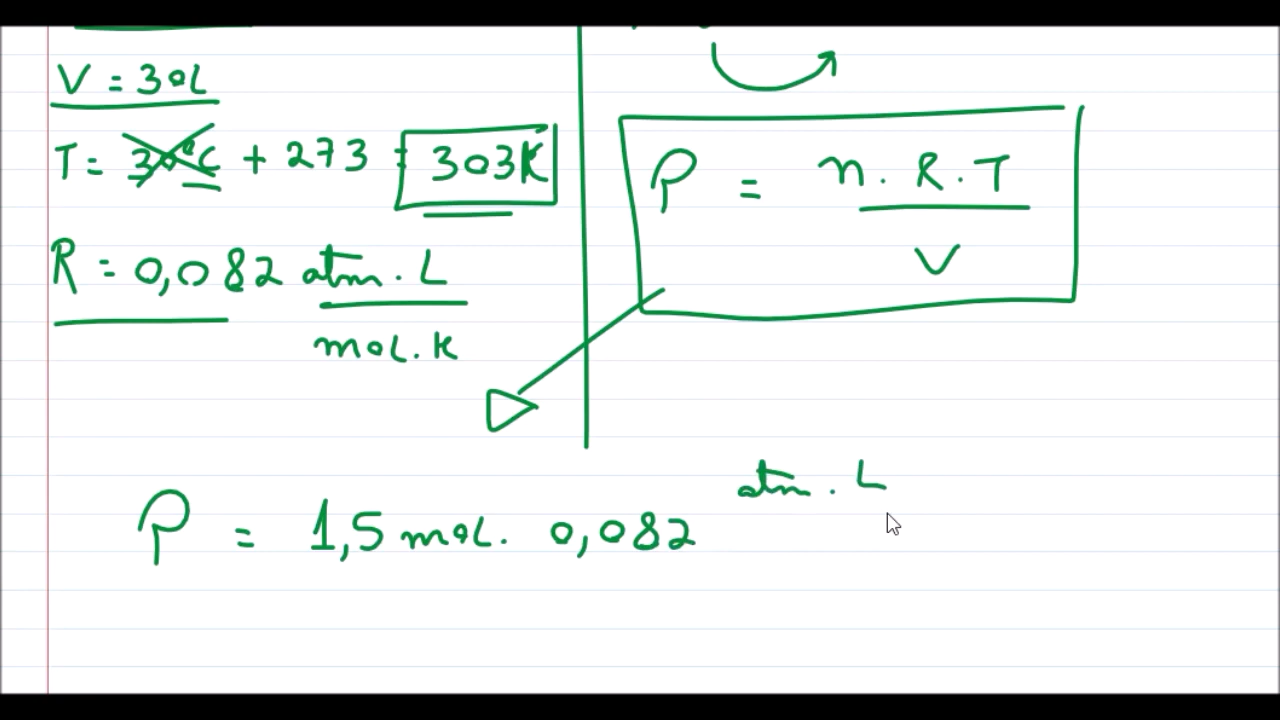 V = 30L
T = 30°C + 273 = 303K
R = 0,082 atm . L
mol . K
P = n . R . T
V
atm . L
P = 1,5 mol . 0,082